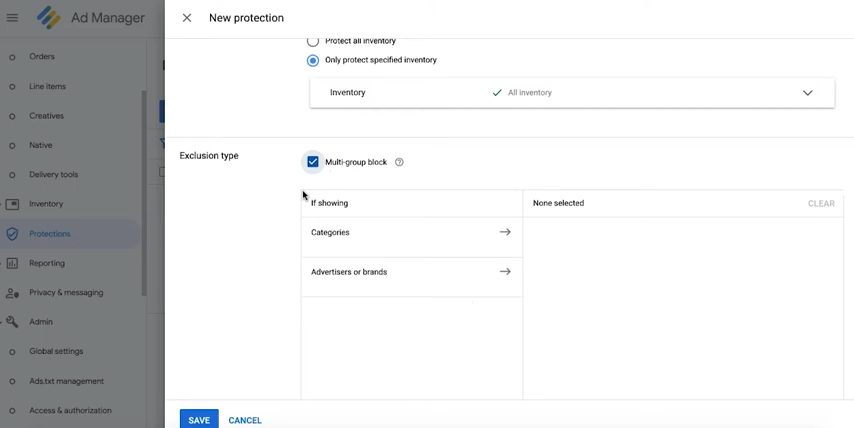 Ad Manager
New protection
Orders
Protect all inventory
Only protect specified inventory
Line items
Inventory
All inventory
Creatives
Native
Exclusion type
Multi-group block
Delivery tools
Inventory
If showing
None selected
CLEAR
Protections
Categories
Reporting
Advertisers or brands
Privacy & messaging
Admin
Global settings
Ads.txt management
Access & authorization
SAVE
CANCEL